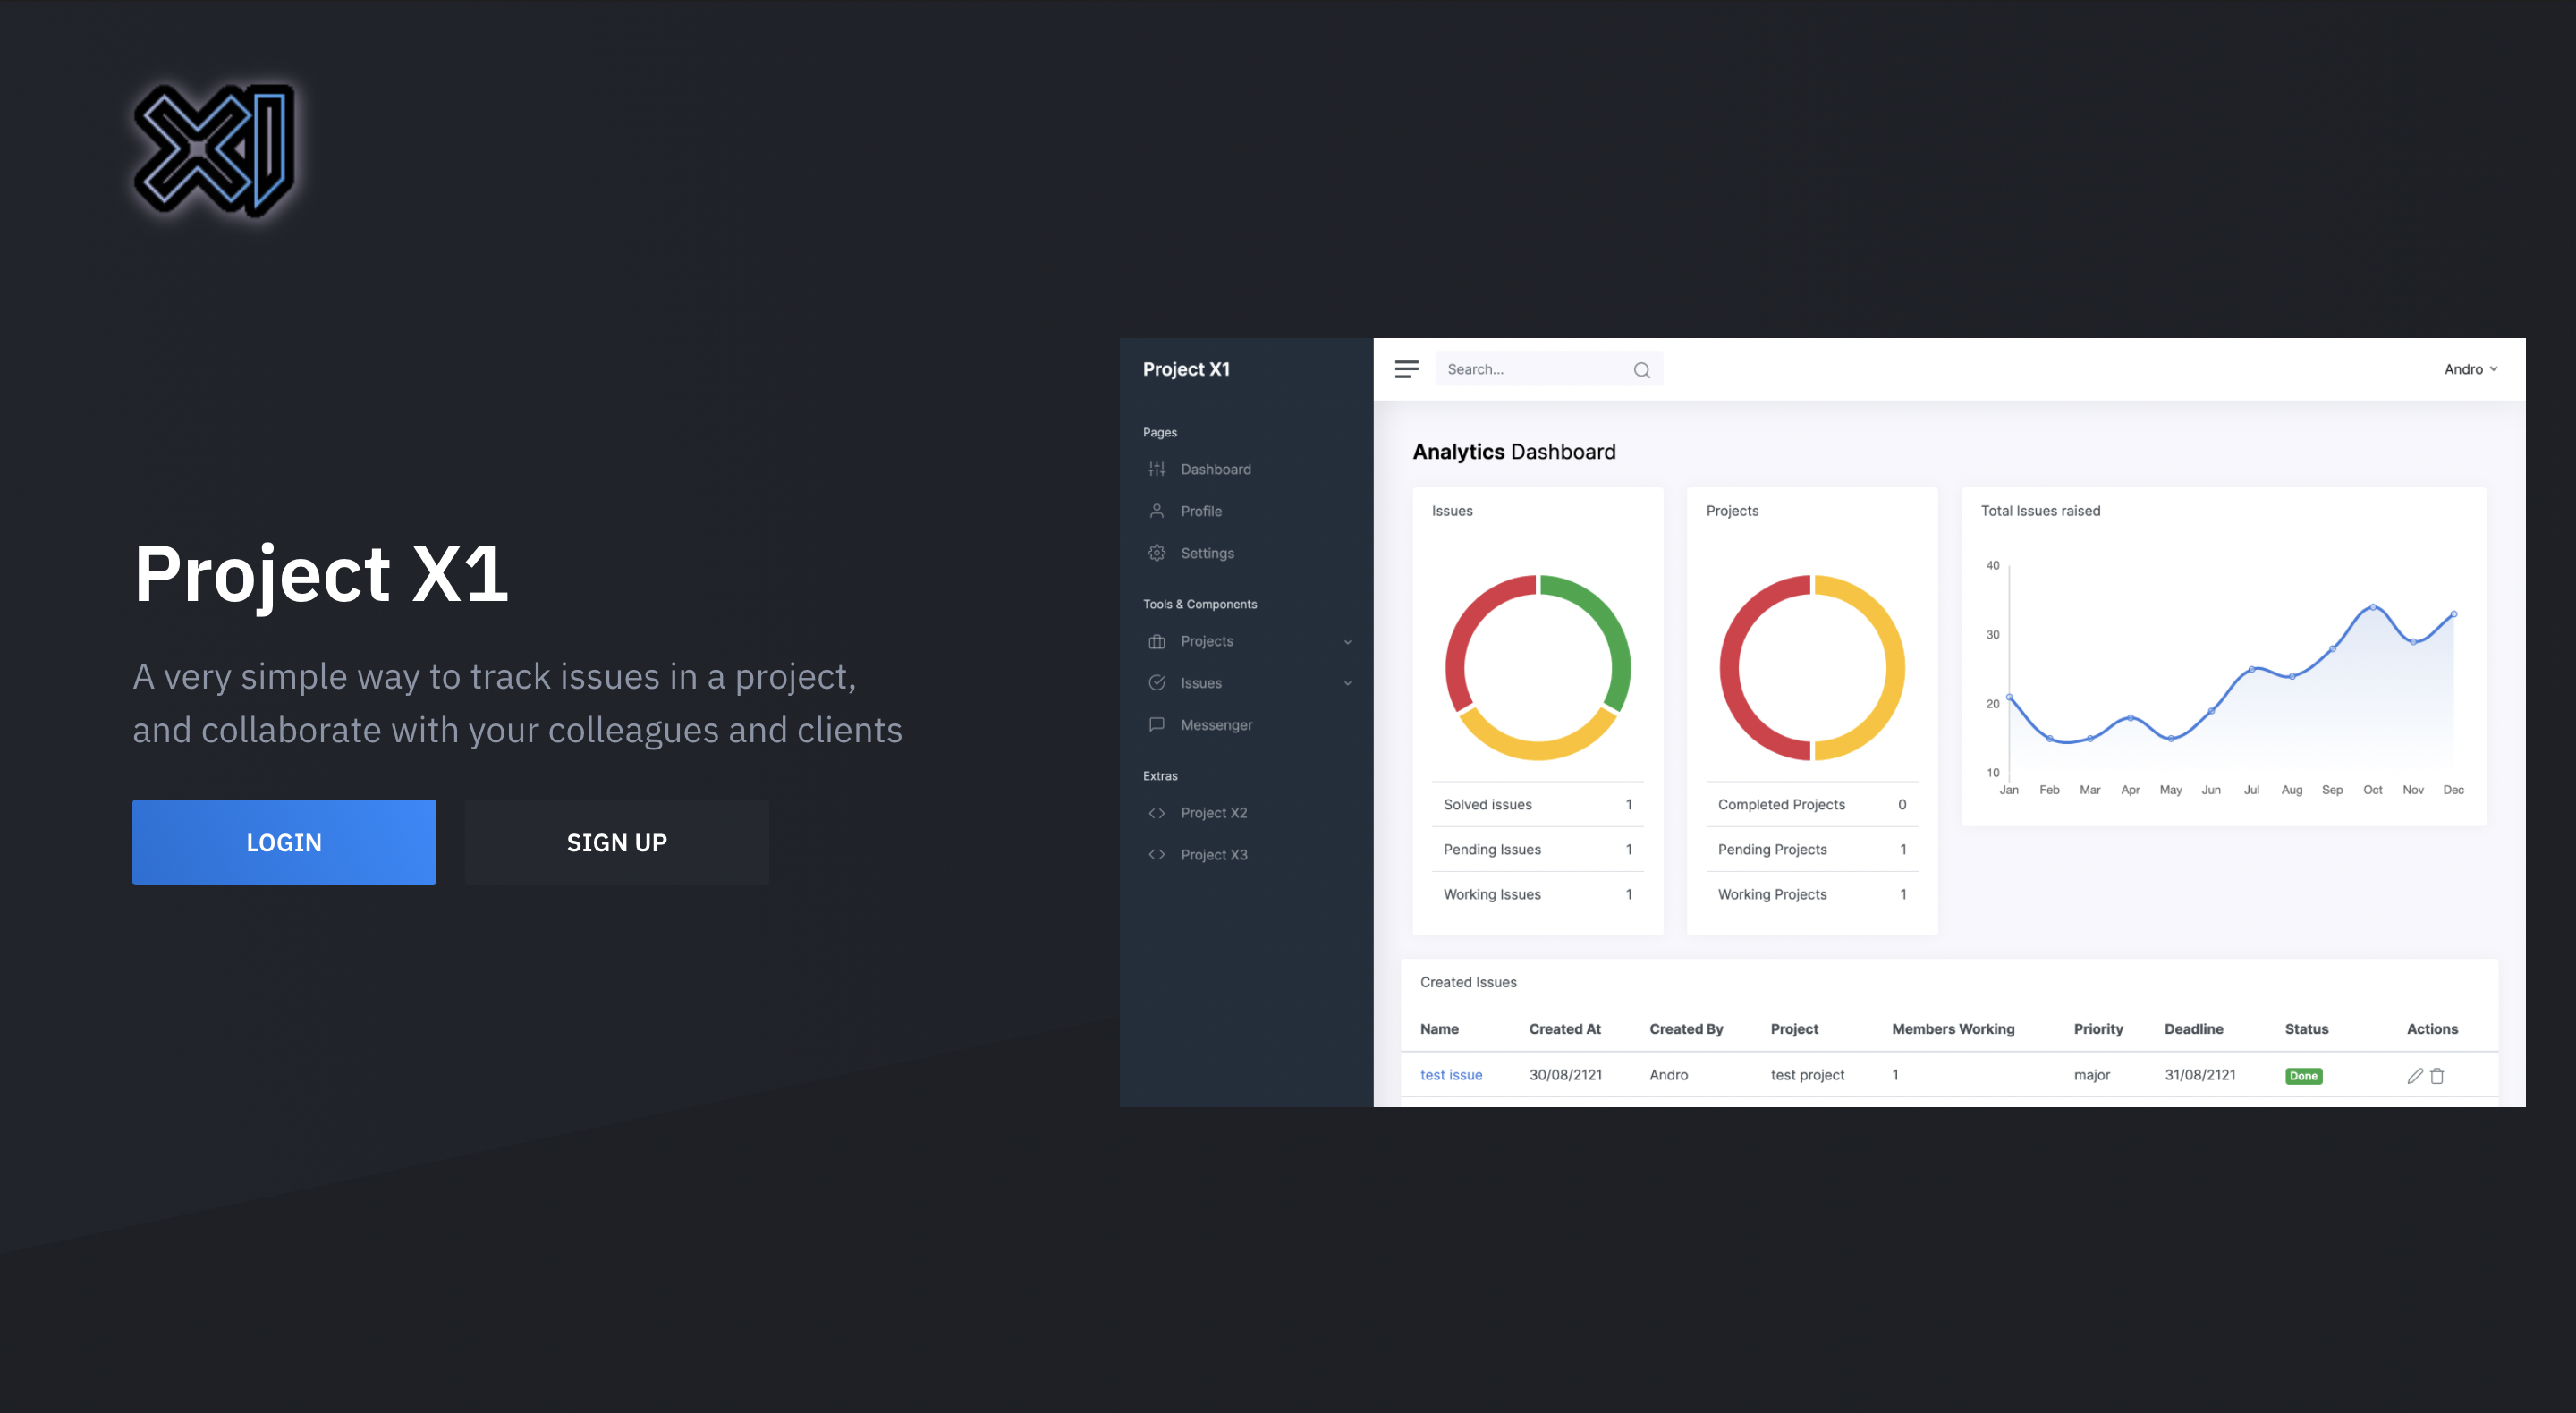 X1
Project X1
A very simple way to track issues in a project,
and collaborate with your colleagues and clients
LOGIN
SIGN UP
Project X1
Pages
Dashboard
Profile
Settings
Tools & Components
Projects
Issues
Messenger
Extras
Project X2
Project X3
Search...
Andro
Analytics Dashboard
Issues
Solved issues 1
Pending Issues 1
Working Issues 1
Projects
Completed Projects 0
Pending Projects 1
Working Projects 1
Total Issues raised
40
30
20
10
Jan Feb Mar Apr May Jun Jul Aug Sep Oct Nov Dec
Created Issues
Name Created At Created By Project Members Working Priority Deadline Status Actions
test issue 30/08/2121 Andro test project 1 major 31/08/2121 Done